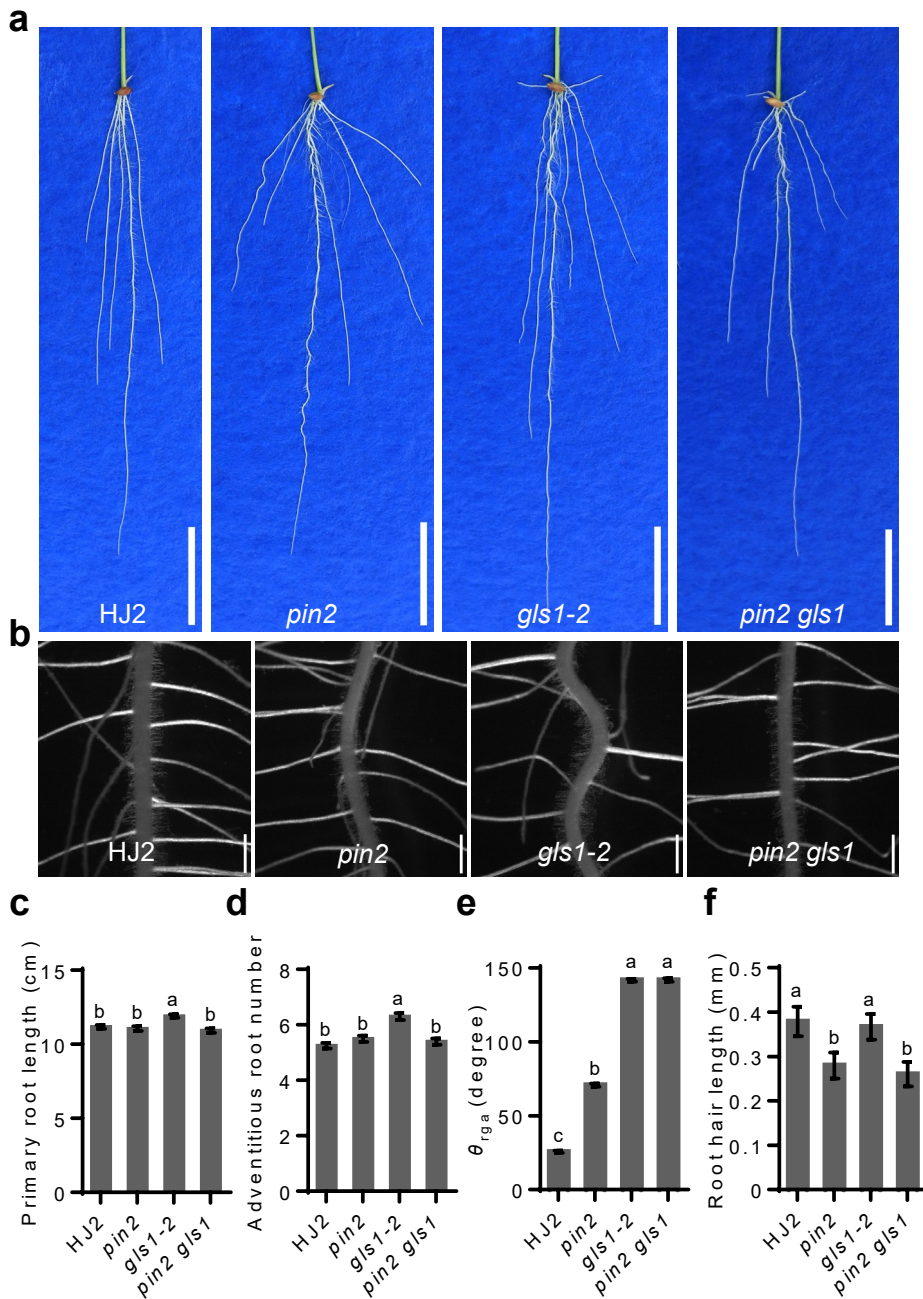 a
HJ2
pin2
gls1-2
pin2 gls1
b
HJ2
pin2
gls1-2
pin2 gls1
c
Primary root length (cm)
15
10
5
0
b
b
a
b
HJ2
pin2
gls1-2
pin2 gls1
d
Adventitious root number
8
6
4
2
0
b
b
a
b
HJ2
pin2
gls1-2
pin2 gls1
e
θrga (degree)
150
100
50
0
c
b
a
a
HJ2
pin2
gls1-2
pin2 gls1
f
Root hair length (mm)
0.5
0.4
0.3
0.2
0.1
0
a
b
a
b
HJ2
pin2
gls1-2
pin2 gls1